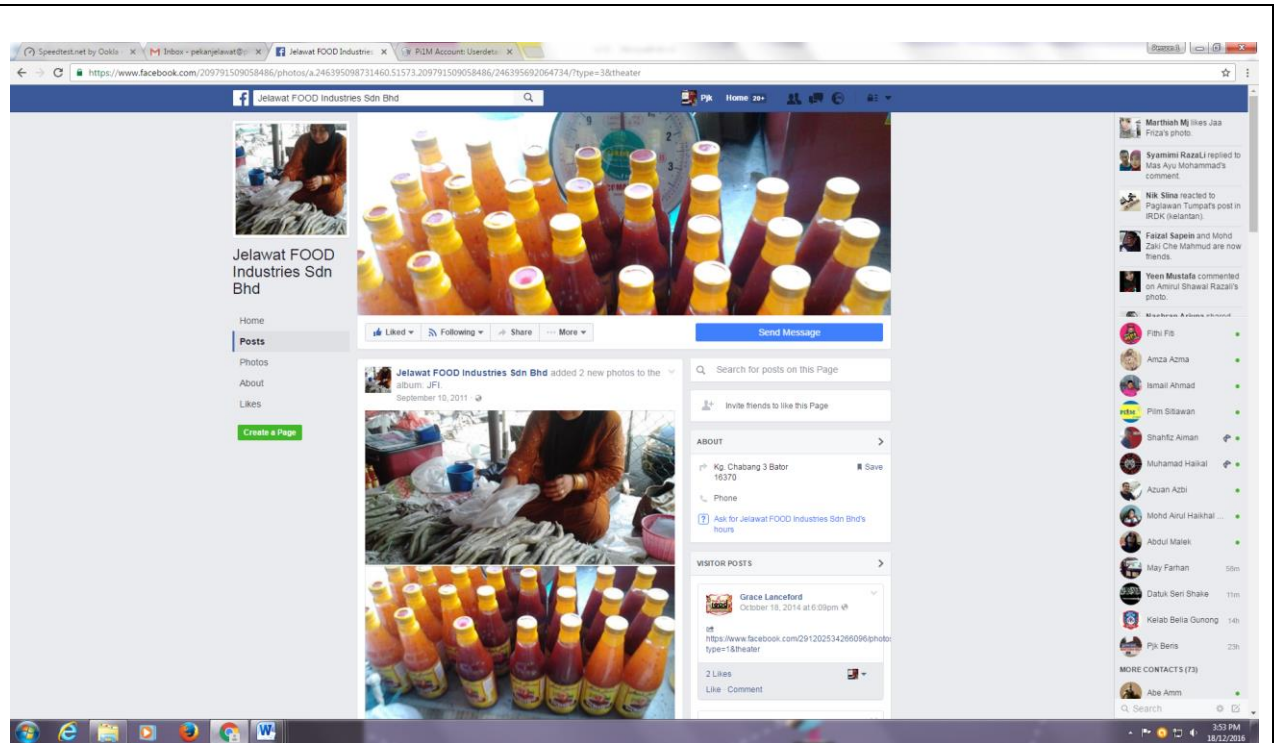 Speedtest.net by Ookla
Inbox - pekanjelawat@
Jelawat FOOD Industries
PI1M Account: Userdeta
https://www.facebook.com/209791509058486/photos/a.246395098731460.51573.209791509058486/246395692064734/?type=3&theater
Jelawat FOOD Industries Sdn Bhd
Pjk
Home 20+
Jelawat FOOD
Industries Sdn
Bhd
Home
Posts
Photos
About
Likes
Create a Page
Liked
Following
Share
More
Send Message
Jelawat FOOD Industries Sdn Bhd added 2 new photos to the
album: JFI.
September 10, 2011
Search for posts on this Page
Invite friends to like this Page
ABOUT
Kg. Chabang 3 Bator
16370
Save
Phone
Ask for Jelawat FOOD Industries Sdn Bhd's
hours
VISITOR POSTS
Grace Lanceford
October 18, 2014 at 6:09pm
https://www.facebook.com/291202534266096/photos
type=1&theater
2 Likes
Like · Comment
Marthiah Mj likes Jaa
Friza's photo.
Syamimi RazaLi replied to
Mas Ayu Mohammad's
comment.
Nik Slina reacted to
Paglawan Tumpat's post in
IRDK (kelantan).
Faizal Sapein and Mohd
Zaki Che Mahmud are now
friends.
Yeen Mustafa commented
on Amirul Shawal Razali's
photo.
Fithi Fiti
Amza Azma
Ismail Ahmad
Pilm Sitiawan
Shahfiz Aiman
Muhamad Haikal
Azuan Azbi
Mohd Airul Haikhal ...
Abdul Malek
May Farhan 58m
Datuk Seri Shake 11m
Kelab Belia Gunong 14h
Pjk Beris 23h
MORE CONTACTS (73)
Abe Amm
Search
3:53 PM
18/12/2016